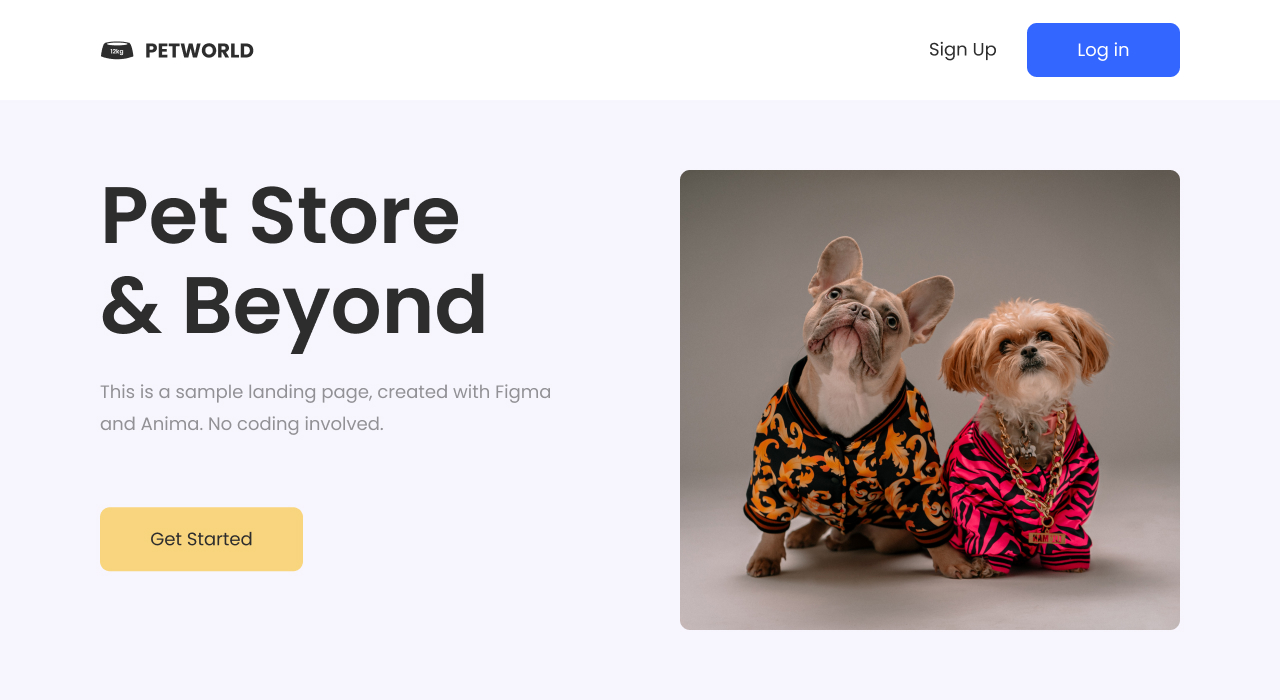 12kg
PETWORLD
Sign Up
Log in
Pet Store
& Beyond
This is a sample landing page, created with Figma
and Anima. No coding involved.
Get Started